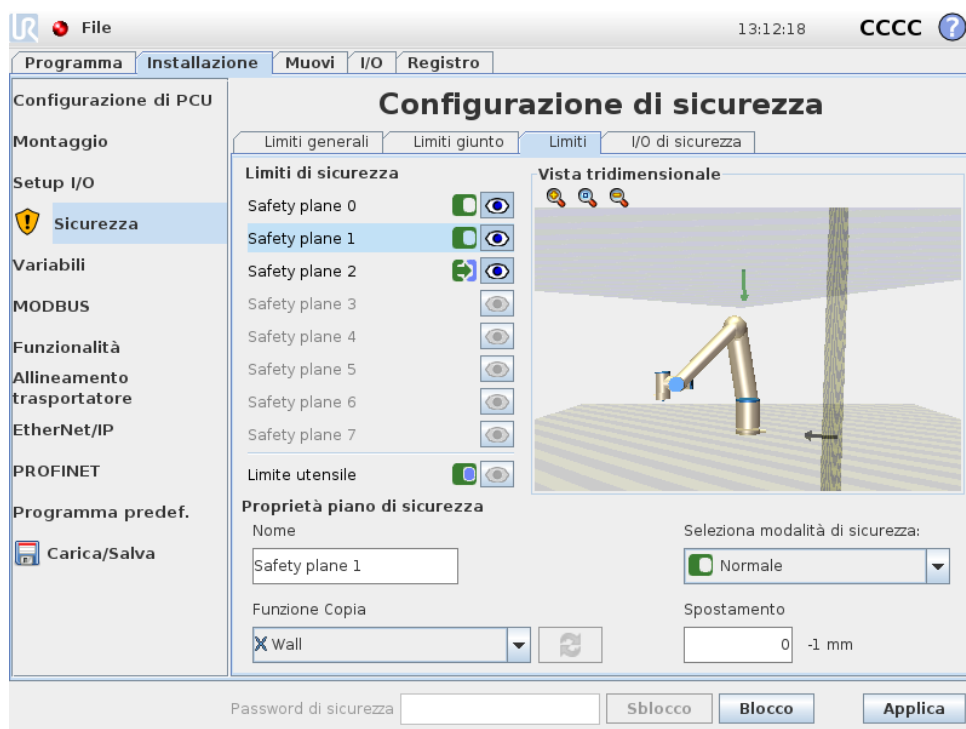 UR File 13:12:18 CCCC ?
Programma Installazione Muovi I/O Registro
Configurazione di PCU
Montaggio
Setup I/O
Sicurezza
Variabili
MODBUS
Funzionalità
Allineamento
trasportatore
EtherNet/IP
PROFINET
Programma predef.
Carica/Salva
Configurazione di sicurezza
Limiti generali Limiti giunto Limiti I/O di sicurezza
Limiti di sicurezza
Safety plane 0
Safety plane 1
Safety plane 2
Safety plane 3
Safety plane 4
Safety plane 5
Safety plane 6
Safety plane 7
Limite utensile
Vista tridimensionale
Proprietà piano di sicurezza
Nome
Safety plane 1
Seleziona modalità di sicurezza:
Normale
Funzione Copia
Wall
Spostamento
0 -1 mm
Password di sicurezza Sblocco Blocco Applica